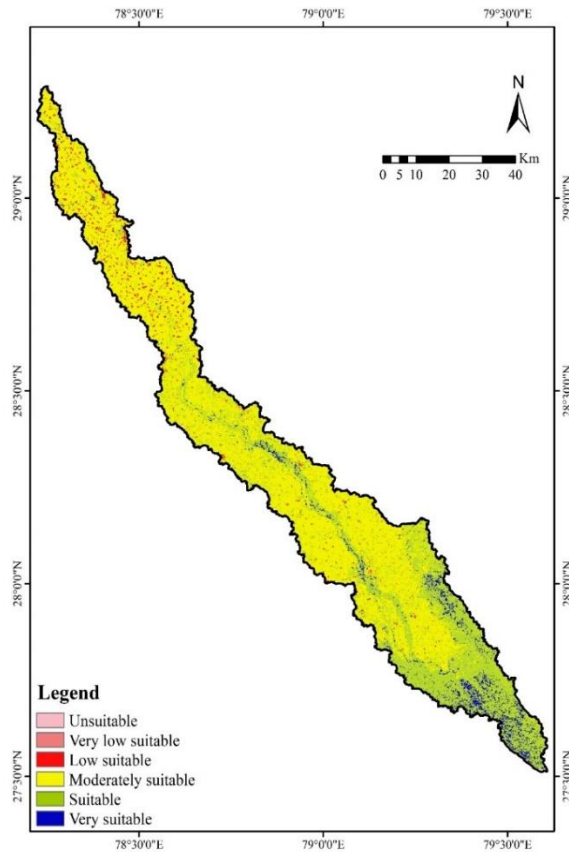 78°30'0"E 79°0'0"E 79°30'0"E
N
Km
0 5 10 20 30 40
29°0'0"N 29°0'0"N
28°30'0"N 28°30'0"N
28°0'0"N 28°0'0"N
27°30'0"N 27°30'0"N
Legend
Unsuitable
Very low suitable
Low suitable
Moderately suitable
Suitable
Very suitable
78°30'0"E 79°0'0"E 79°30'0"E